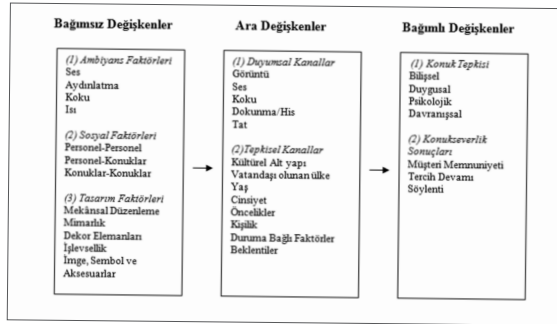 Bağımsız Değişkenler
(1) Ambiyans Faktörleri
Ses
Aydınlatma
Koku
Isı
(2) Sosyal Faktörleri
Personel-Personel
Personel-Konuklar
Konuklar-Konuklar
(3) Tasarım Faktörleri
Mekânsal Düzenleme
Mimarlık
Dekor Elemanları
İşlevsellik
İmge, Sembol ve
Aksesuarlar
Ara Değişkenler
(1) Duyumsal Kanallar
Görüntü
Ses
Koku
Dokunma/His
Tat
(2)Tepkisel Kanallar
Kültürel Alt yapı
Vatandaşı olunan ülke
Yaş
Cinsiyet
Öncelikler
Kişilik
Duruma Bağlı Faktörler
Beklentiler
Bağımlı Değişkenler
(1) Konuk Tepkisi
Bilişsel
Duygusal
Psikolojik
Davranışsal
(2) Konukseverlik
Sonuçları
Müşteri Memnuniyeti
Tercih Devamı
Söylenti